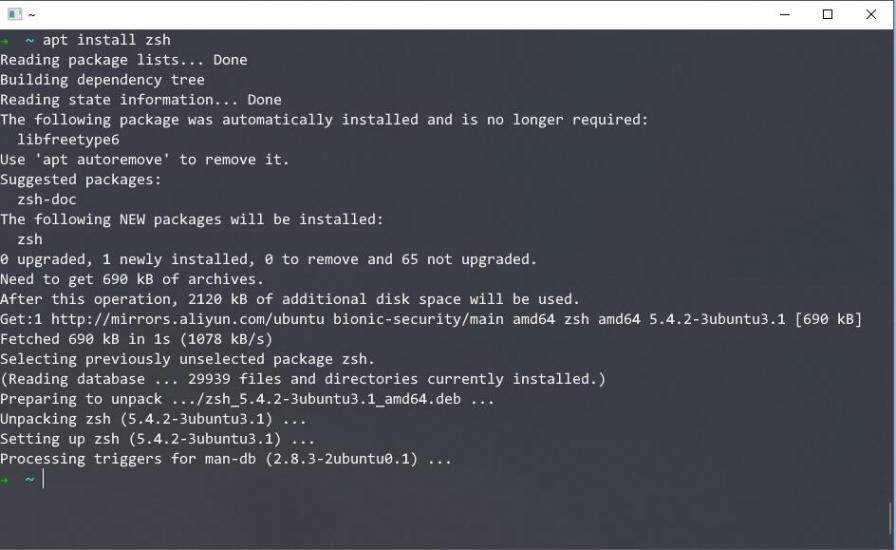 ~
→ ~ apt install zsh
Reading package lists... Done
Building dependency tree
Reading state information... Done
The following package was automatically installed and is no longer required:
  libfreetype6
Use 'apt autoremove' to remove it.
Suggested packages:
  zsh-doc
The following NEW packages will be installed:
  zsh
0 upgraded, 1 newly installed, 0 to remove and 65 not upgraded.
Need to get 690 kB of archives.
After this operation, 2120 kB of additional disk space will be used.
Get:1 http://mirrors.aliyun.com/ubuntu bionic-security/main amd64 zsh amd64 5.4.2-3ubuntu3.1 [690 kB]
Fetched 690 kB in 1s (1078 kB/s)
Selecting previously unselected package zsh.
(Reading database ... 29939 files and directories currently installed.)
Preparing to unpack .../zsh_5.4.2-3ubuntu3.1_amd64.deb ...
Unpacking zsh (5.4.2-3ubuntu3.1) ...
Setting up zsh (5.4.2-3ubuntu3.1) ...
Processing triggers for man-db (2.8.3-2ubuntu0.1) ...
→ ~